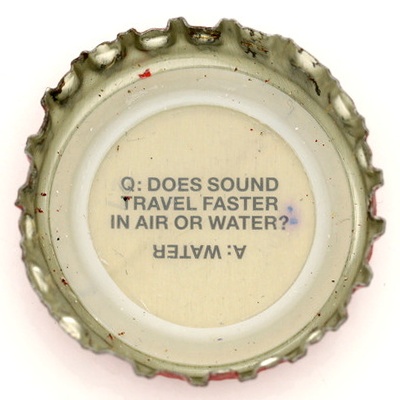 Q: DOES SOUND
TRAVEL FASTER
IN AIR OR WATER?
A: WATER